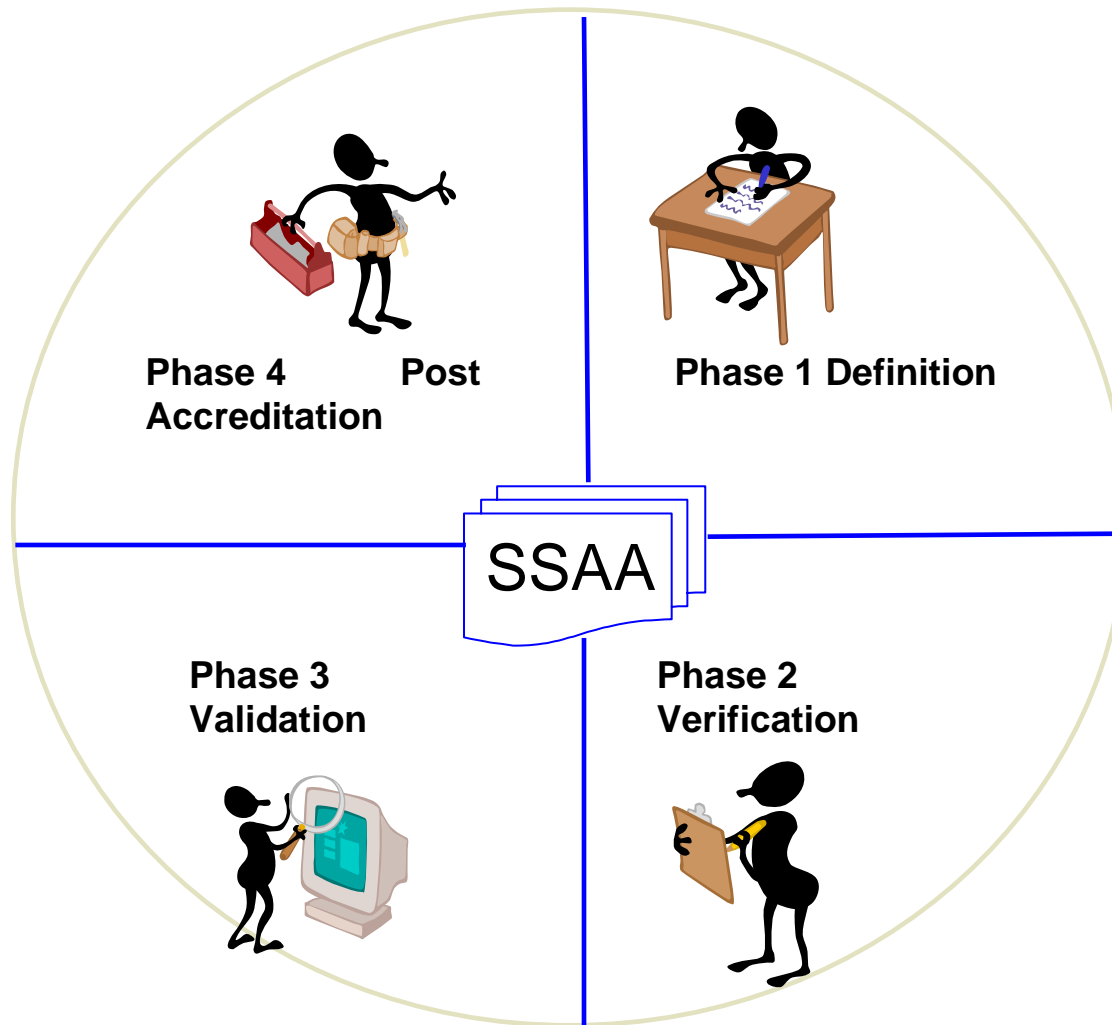 Phase 4 Post
Accreditation
Phase 1 Definition
SSAA
Phase 3
Validation
Phase 2
Verification